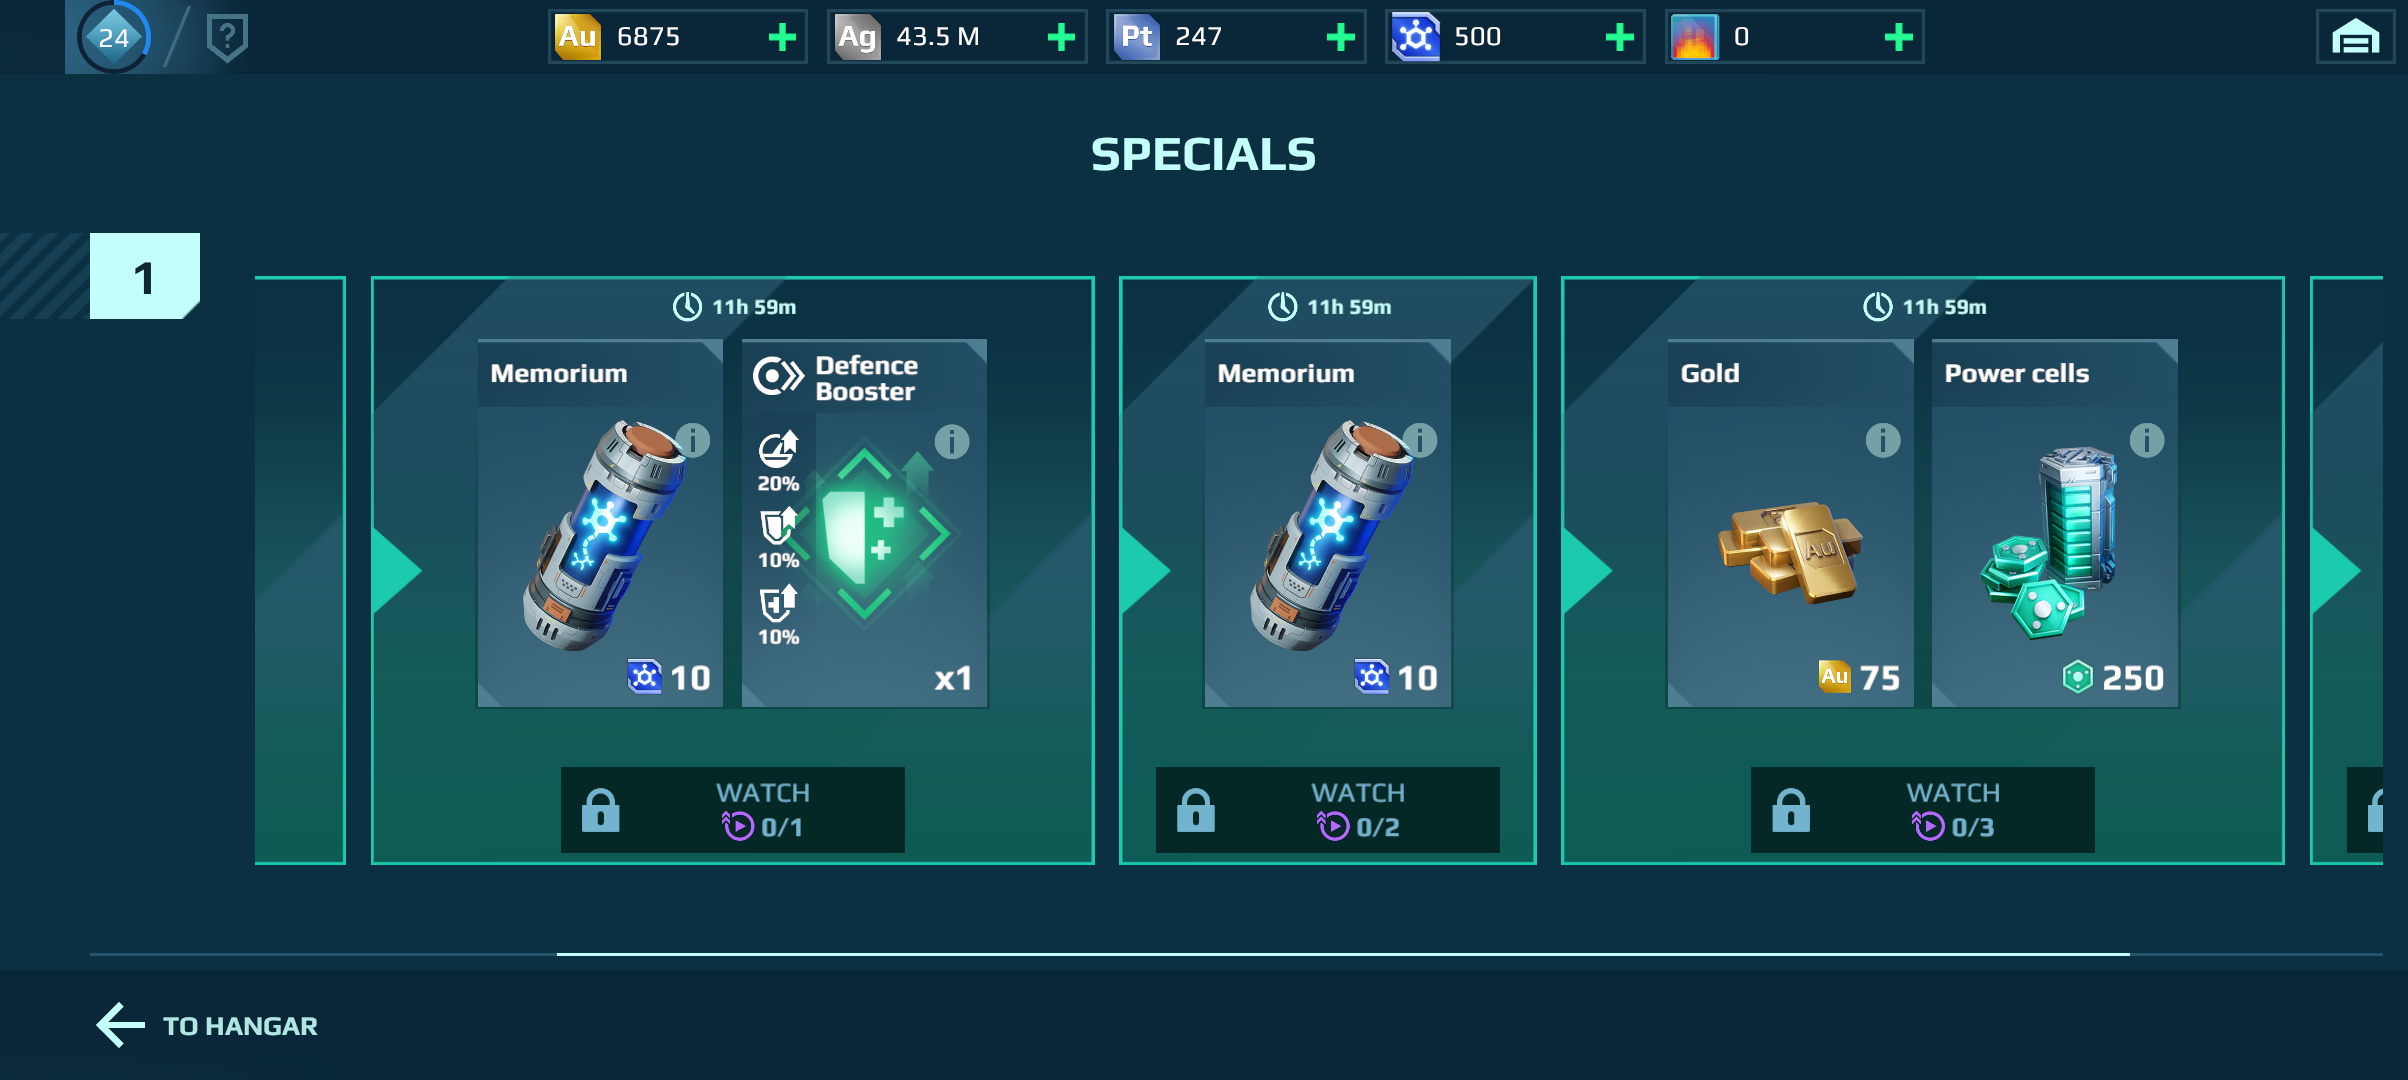 24
?
Au 6875
Ag 43.5 M
Pt 247
500
0
SPECIALS
1
11h 59m
Memorium
10
Defence
Booster
20%
10%
10%
x1
WATCH
0/1
11h 59m
Memorium
10
WATCH
0/2
11h 59m
Gold
Au
Au 75
Power cells
250
WATCH
0/3
TO HANGAR